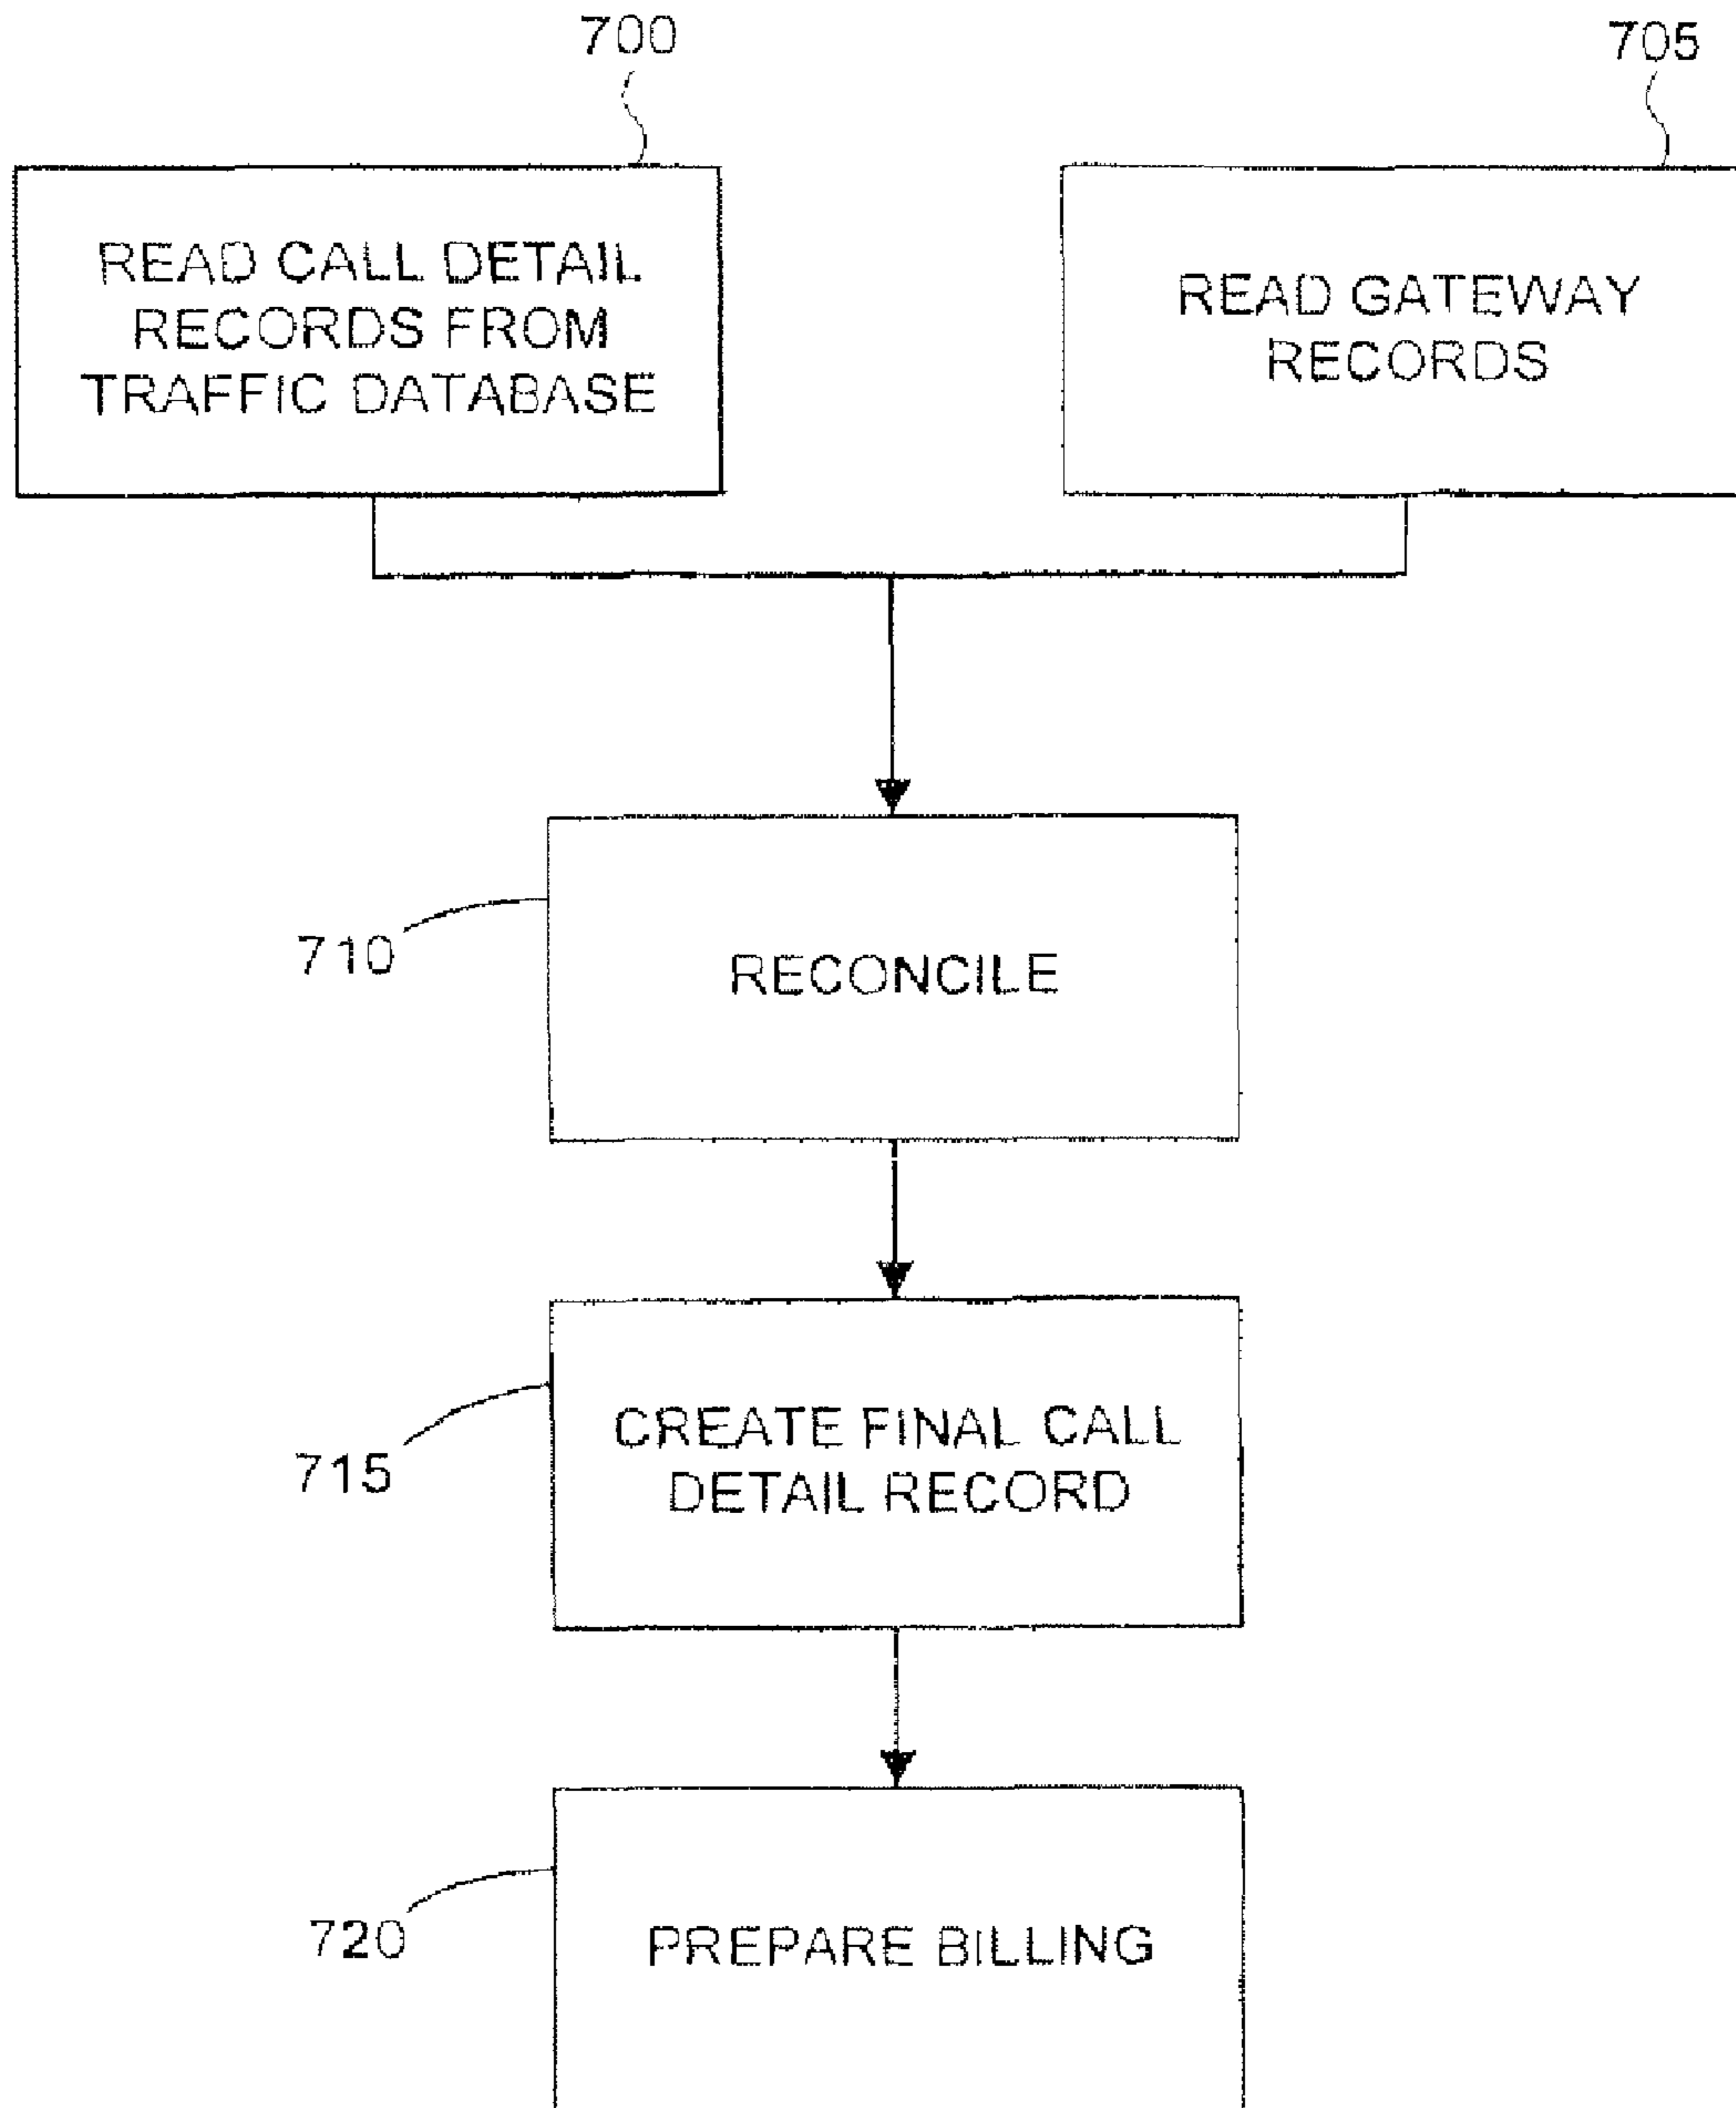 700
705
READ CALL DETAIL
RECORDS FROM
TRAFFIC DATABASE
READ GATEWAY
RECORDS
710
RECONCILE
715
CREATE FINAL CALL
DETAIL RECORD
720
PREPARE BILLING